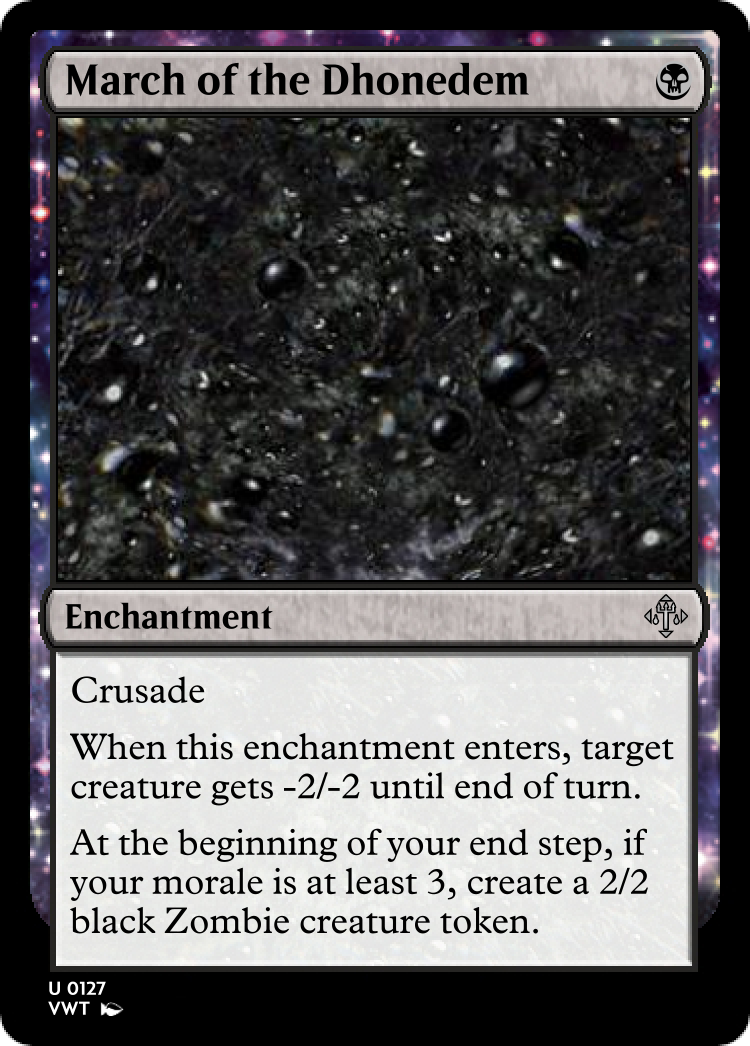 March of the Dhonedem
Enchantment
Crusade
When this enchantment enters, target
creature gets -2/-2 until end of turn.
At the beginning of your end step, if
your morale is at least 3, create a 2/2
black Zombie creature token.
U 0127
VWT